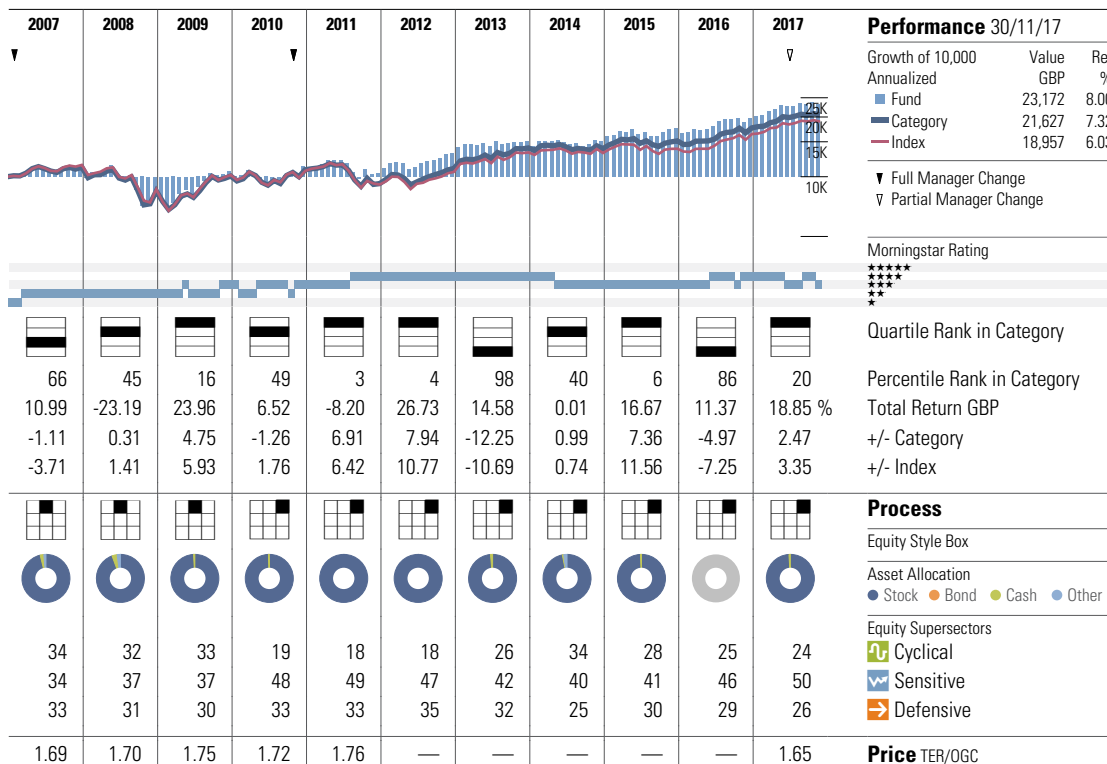 2007 2008 2009 2010 2011 2012 2013 2014 2015 2016 2017
Performance 30/11/17
Growth of 10,000 Value
Annualized GBP %
Fund 23,172
Category 21,627
Index 18,957
▼ Full Manager Change
▽ Partial Manager Change
25K
20K
15K
10K
Morningstar Rating
★★★★★
★★★★
★★★
★★
★
Quartile Rank in Category
66 45 16 49 3 4 98 40 6 86 20 Percentile Rank in Category
10.99 -23.19 23.96 6.52 -8.20 26.73 14.58 0.01 16.67 11.37 18.85 % Total Return GBP
-1.11 0.31 4.75 -1.26 6.91 7.94 -12.25 0.99 7.36 -4.97 2.47 +/- Category
-3.71 1.41 5.93 1.76 6.42 10.77 -10.69 0.74 11.56 -7.25 3.35 +/- Index
Process
Equity Style Box
Asset Allocation
Stock Bond Cash Other
Equity Supersectors
34 32 33 19 18 18 26 34 28 25 24 Cyclical
34 37 37 48 49 47 42 40 41 46 50 Sensitive
33 31 30 33 33 35 32 25 30 29 26 Defensive
1.69 1.70 1.75 1.72 1.76 — — — — — 1.65 Price TER/OGC